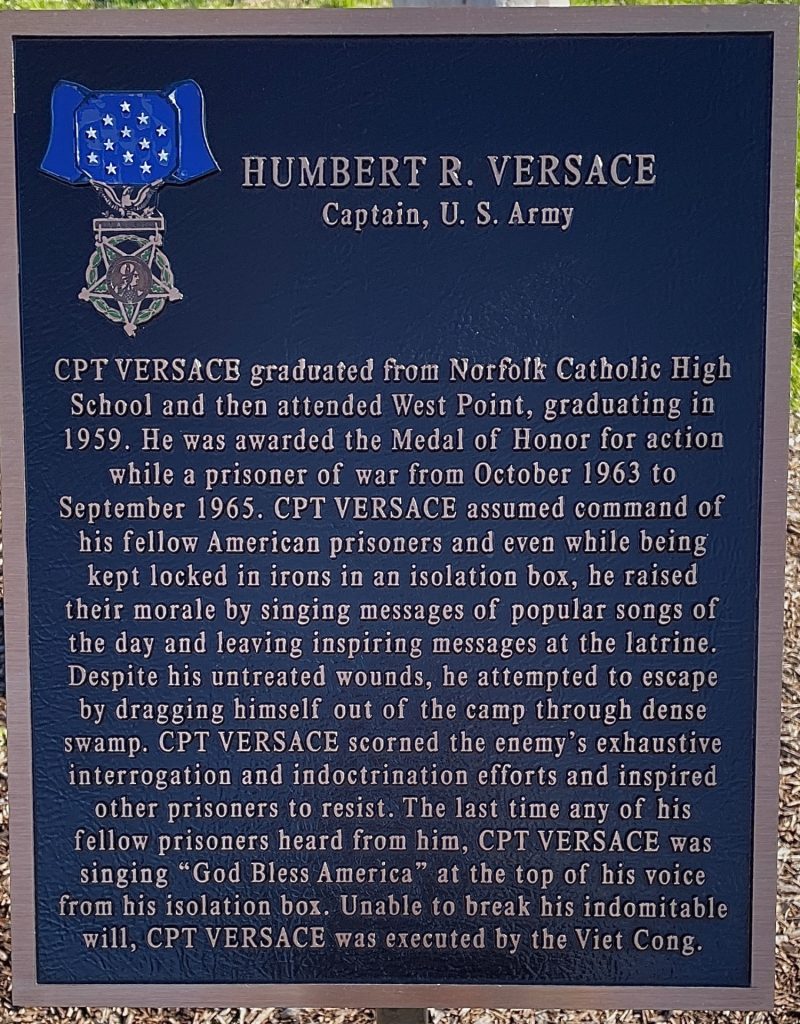 HUMBERT R. VERSACE
Captain, U. S. Army
CPT VERSACE graduated from Norfolk Catholic High
School and then attended West Point, graduating in
1959. He was awarded the Medal of Honor for action
while a prisoner of war from October 1963 to
September 1965. CPT VERSACE assumed command of
his fellow American prisoners and even while being
kept locked in irons in an isolation box, he raised
their morale by singing messages of popular songs of
the day and leaving inspiring messages at the latrine.
Despite his untreated wounds, he attempted to escape
by dragging himself out of the camp through dense
swamp. CPT VERSACE scorned the enemy’s exhaustive
interrogation and indoctrination efforts and inspired
other prisoners to resist. The last time any of his
fellow prisoners heard from him, CPT VERSACE was
singing “God Bless America” at the top of his voice
from his isolation box. Unable to break his indomitable
will, CPT VERSACE was executed by the Viet Cong.